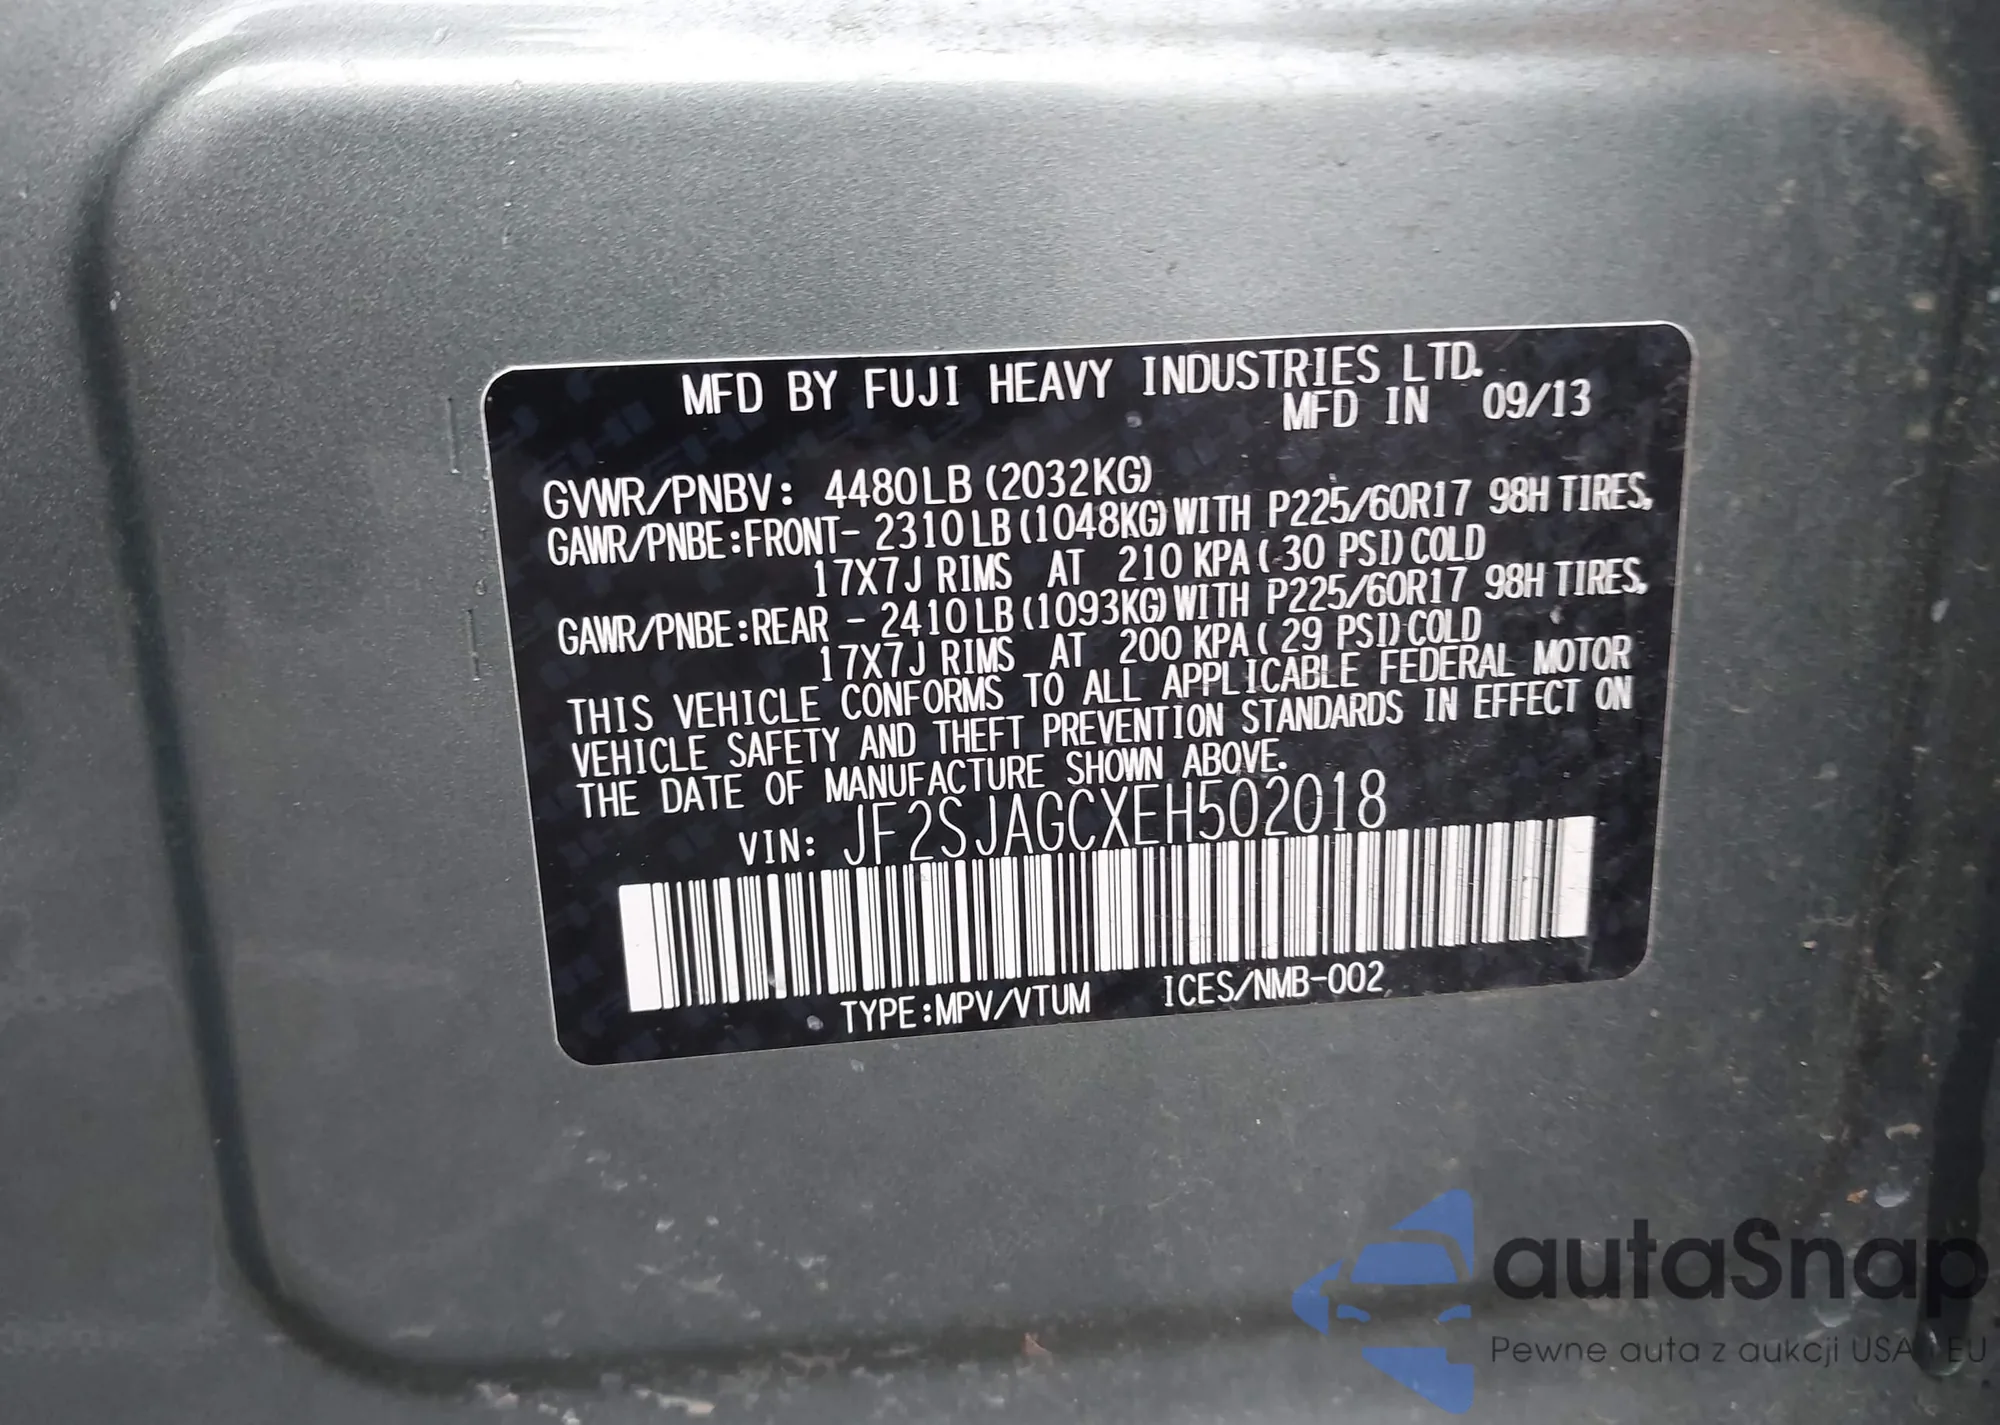 MFD BY FUJI HEAVY INDUSTRIES LTD.
MFD IN 09/13
GVWR/PNBV: 4480LB (2032KG)
GAWR/PNBE:FRONT- 2310LB (1048KG) WITH P225/60R17 98H TIRES,
17X7J RIMS AT 210 KPA ( 30 PSI) COLD
GAWR/PNBE:REAR - 2410LB (1093KG) WITH P225/60R17 98H TIRES,
17X7J RIMS AT 200 KPA ( 29 PSI) COLD
THIS VEHICLE CONFORMS TO ALL APPLICABLE FEDERAL MOTOR
VEHICLE SAFETY AND THEFT PREVENTION STANDARDS IN EFFECT ON
THE DATE OF MANUFACTURE SHOWN ABOVE.
VIN: JF2SJAGCXEH502018
TYPE:MPV/VTUM ICES/NMB-002
autaSnap
Pewne auta z aukcji USA i EU